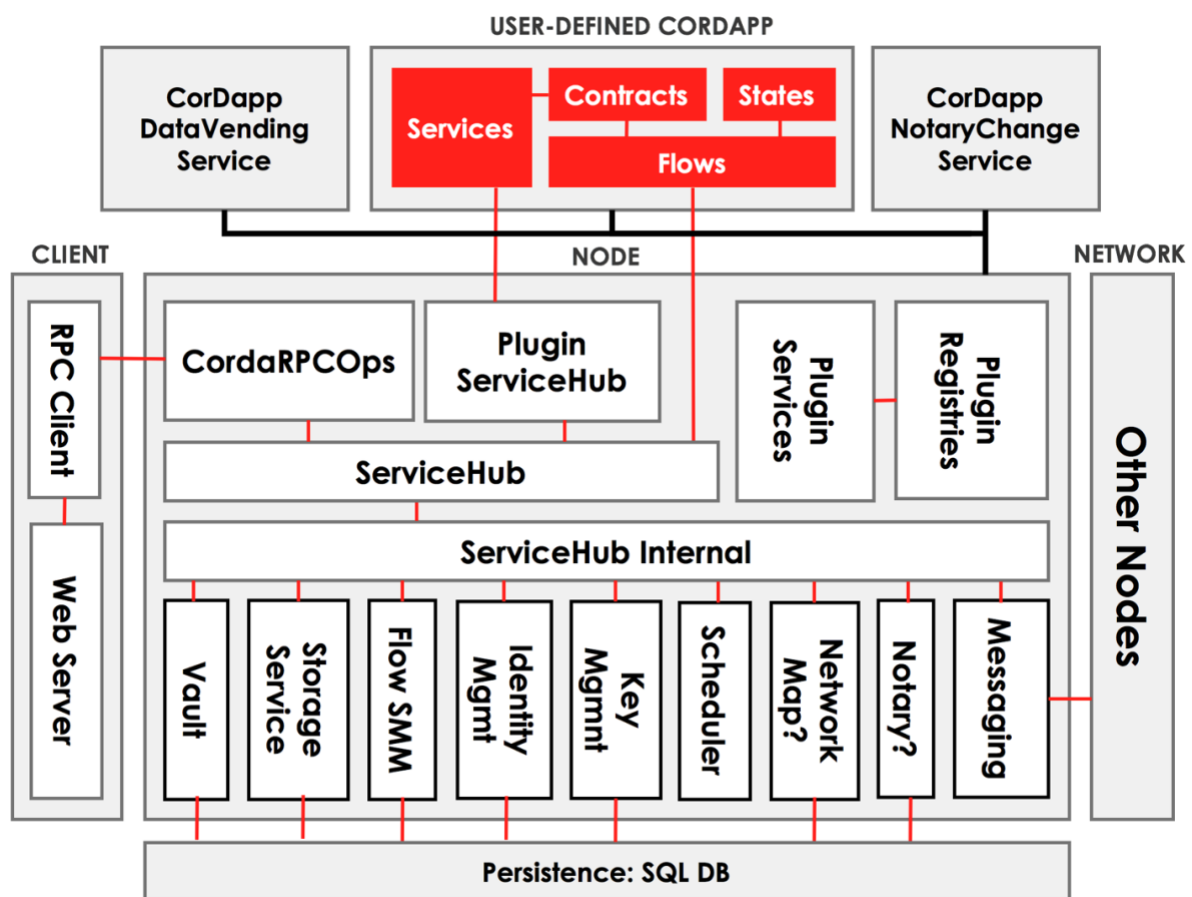 USER-DEFINED CORDAPP
CorDapp
DataVending
Service
Services
Contracts
States
Flows
CorDapp
NotaryChange
Service
CLIENT
NODE
NETWORK
RPC Client
Web Server
CordaRPCOps
Plugin
ServiceHub
Plugin
Services
Plugin
Registries
ServiceHub
ServiceHub Internal
Vault
Storage
Service
Flow SMM
Identity
Mgmt
Key
Mgmnt
Scheduler
Network
Map?
Notary?
Messaging
Other Nodes
Persistence: SQL DB